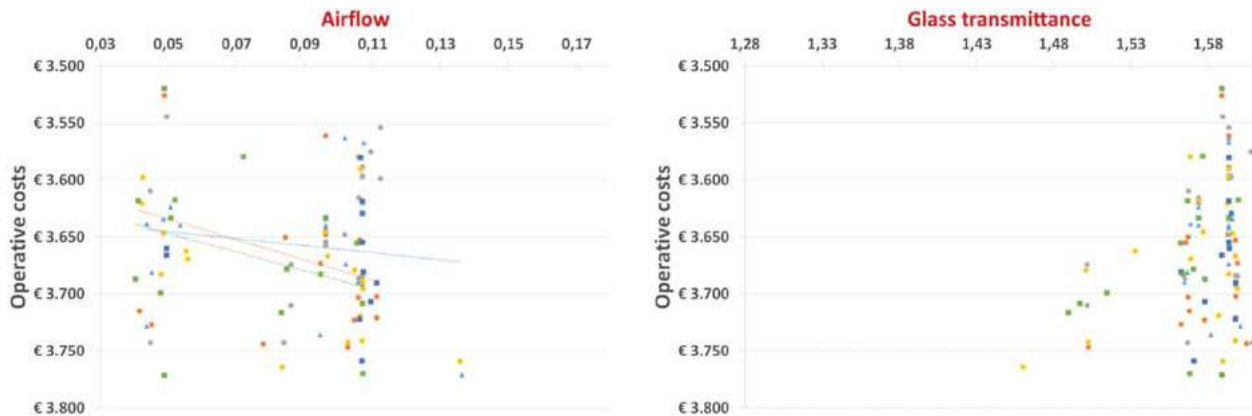 Airflow
0,03 0,05 0,07 0,09 0,11 0,13 0,15 0,17
€ 3.500
€ 3.550
€ 3.600
€ 3.650
€ 3.700
€ 3.750
€ 3.800
Operative costs
Glass transmittance
1,28 1,33 1,38 1,43 1,48 1,53 1,58
€ 3.500
€ 3.550
€ 3.600
€ 3.650
€ 3.700
€ 3.750
€ 3.800
Operative costs